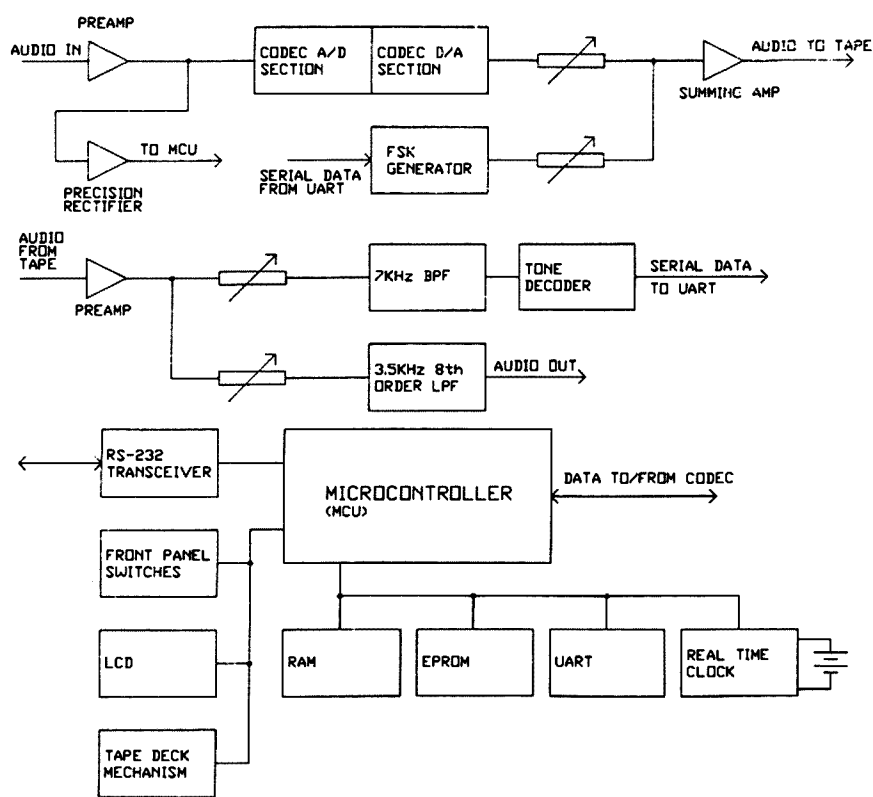 PREAMP
AUDIO IN
CODEC A/D
SECTION
CODEC D/A
SECTION
AUDIO TO TAPE
SUMMING AMP
TO MCU
PRECISION
RECTIFIER
SERIAL DATA
FROM UART
FSK
GENERATOR
AUDIO
FROM
TAPE
PREAMP
7KHz BPF
TONE
DECODER
SERIAL DATA
TO UART
3.5KHz 8th
ORDER LPF
AUDIO OUT
RS-232
TRANSCEIVER
MICROCONTROLLER
(MCU)
DATA TO/FROM CODEC
FRONT PANEL
SWITCHES
LCD
RAM
EPROM
UART
REAL TIME
CLOCK
TAPE DECK
MECHANISM